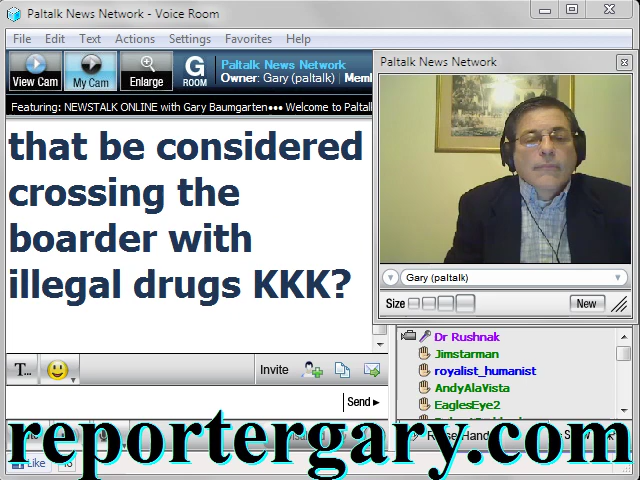 Paltalk News Network - Voice Room
File Edit Text Actions Settings Favorites Help
View Cam
My Cam
Enlarge
G
ROOM
Paltalk News Network
Owner: Gary (paltalk) | Memb
Featuring: NEWSTALK ONLINE with Gary Baumgarten••• Welcome to Paltal
that be considered
crossing the
boarder with
illegal drugs KKK?
Paltalk News Network
Gary (paltalk)
Size
New
Dr Rushnak
Jimstarman
royalist_humanist
AndyAlaVista
EaglesEye2
T...
Invite
Send
reportergary.com
Like